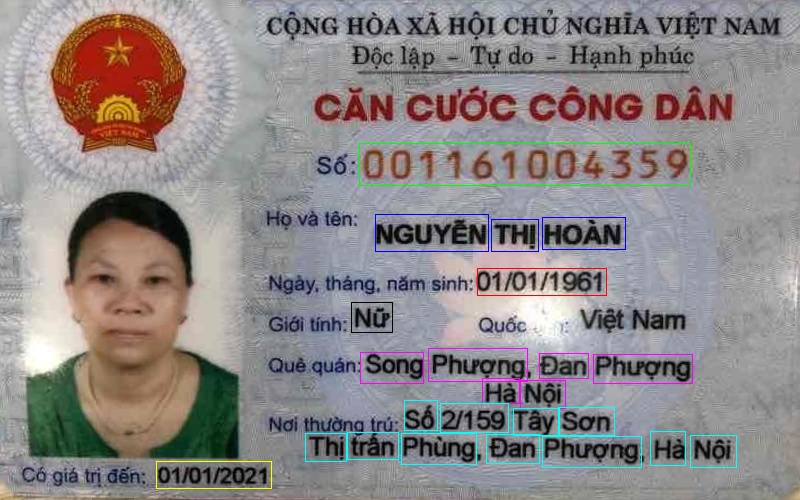 CỘNG HÒA XÃ HỘI CHỦ NGHĨA VIỆT NAM
Độc lập - Tự do - Hạnh phúc
CĂN CƯỚC CÔNG DÂN
Số: 001161004359
Họ và tên: NGUYỄN THỊ HOÀN
Ngày, tháng, năm sinh: 01/01/1961
Giới tính: Nữ Quốc Việt Nam
Quê quán: Song Phượng, Đan Phượng
Hà Nội
Nơi thường trú: Số 2/159 Tây Sơn
Thị trấn Phùng, Đan Phượng, Hà Nội
Có giá trị đến: 01/01/2021
VIỆT NAM